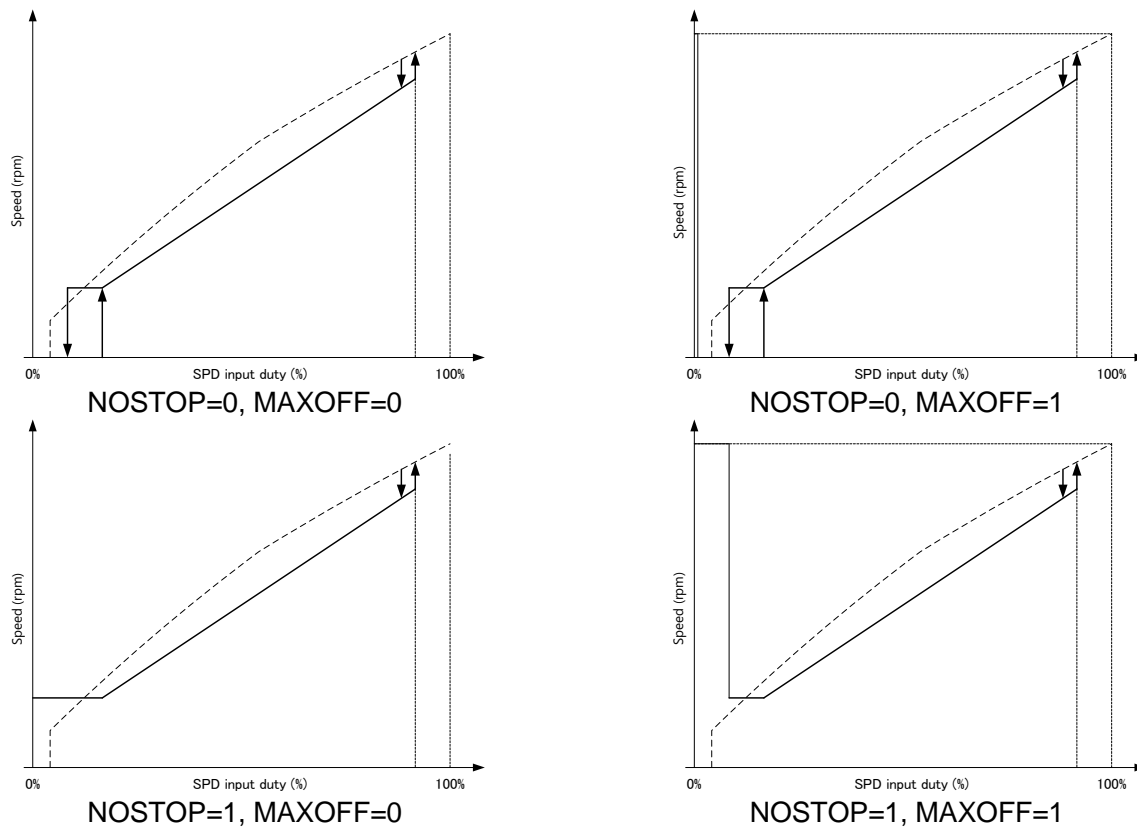 Speed (rpm)
0%
SPD input duty (%)
100%
NOSTOP=0, MAXOFF=0
Speed (rpm)
0%
SPD input duty (%)
100%
NOSTOP=0, MAXOFF=1
Speed (rpm)
0%
SPD input duty (%)
100%
NOSTOP=1, MAXOFF=0
Speed (rpm)
0%
SPD input duty (%)
100%
NOSTOP=1, MAXOFF=1